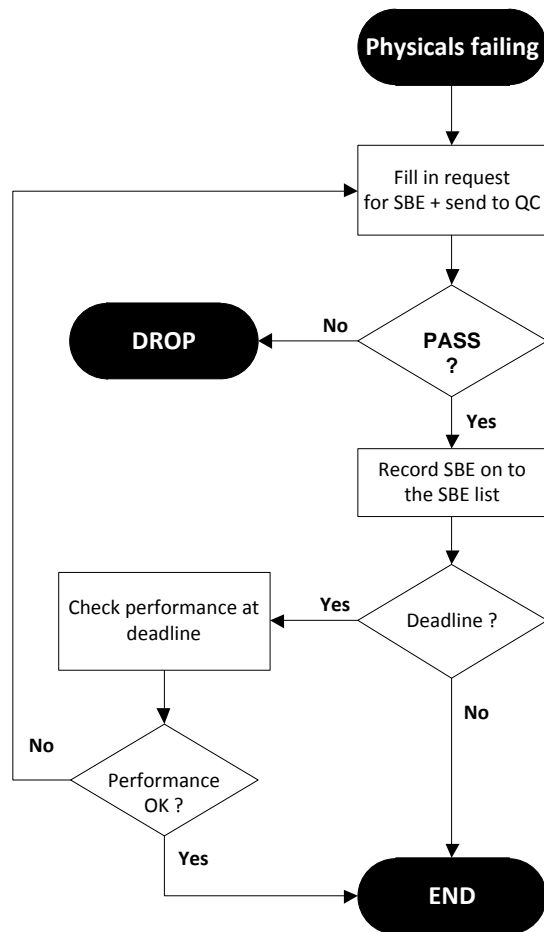 Physicals failing
Fill in request
for SBE + send to QC
No
DROP
PASS
?
Yes
Record SBE on to
the SBE list
Check performance at
deadline
Yes
Deadline ?
No
No
Performance
OK ?
Yes
END